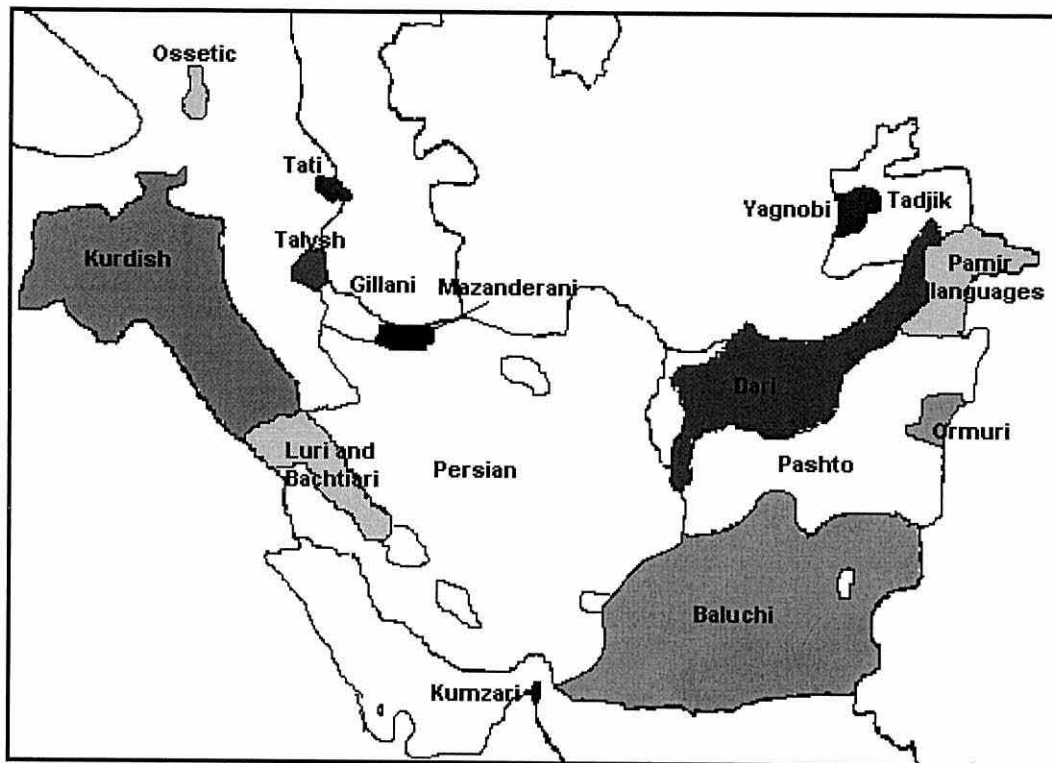 Ossetic
Tati
Yagnobi
Tadjik
Talysh
Kurdish
Gillani
Mazanderani
Pamir
languages
Dari
Ormuri
Luri and
Bachtiari
Persian
Pashto
Baluchi
Kumzari